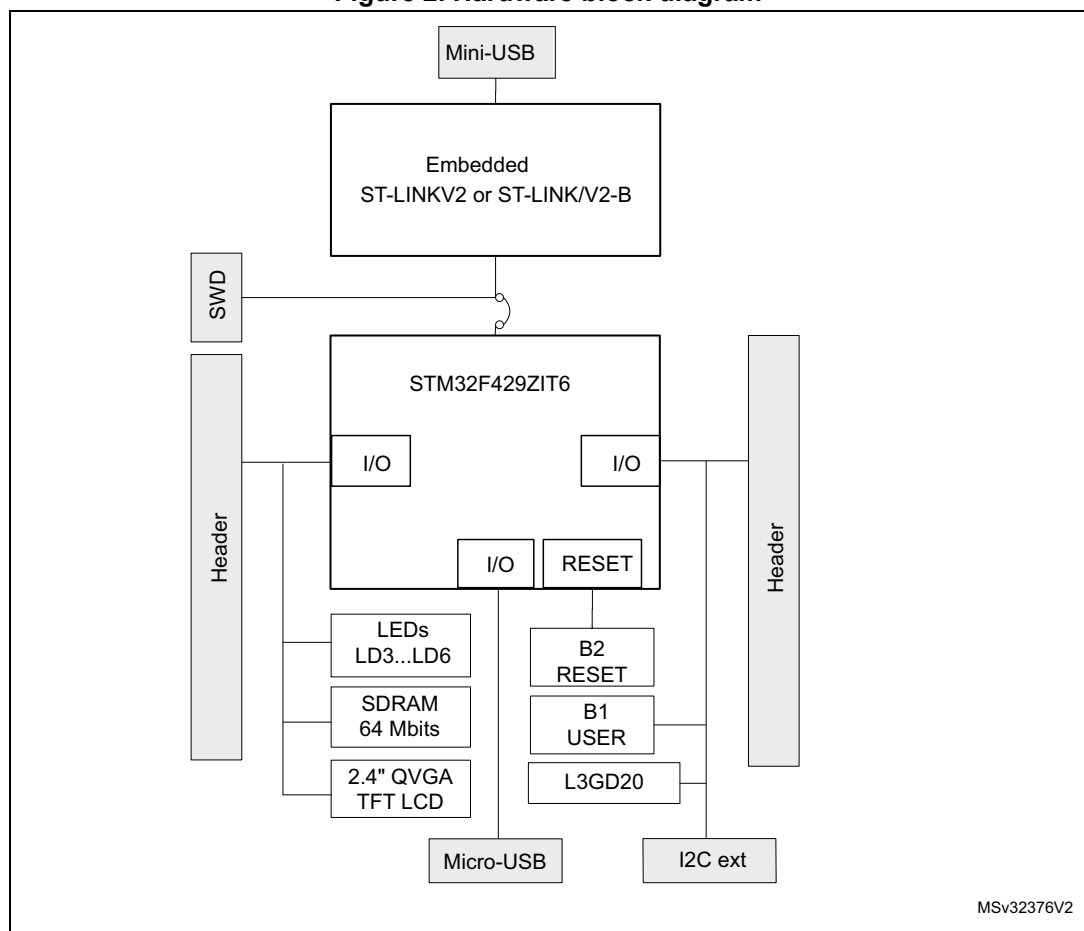 Figure 2. Hardware block diagram
Mini-USB
Embedded
ST-LINKV2 or ST-LINK/V2-B
SWD
STM32F429ZIT6
I/O
I/O
Header
Header
I/O
RESET
LEDs
LD3...LD6
B2
RESET
SDRAM
64 Mbits
B1
USER
2.4" QVGA
TFT LCD
L3GD20
Micro-USB
I2C ext
MSv32376V2